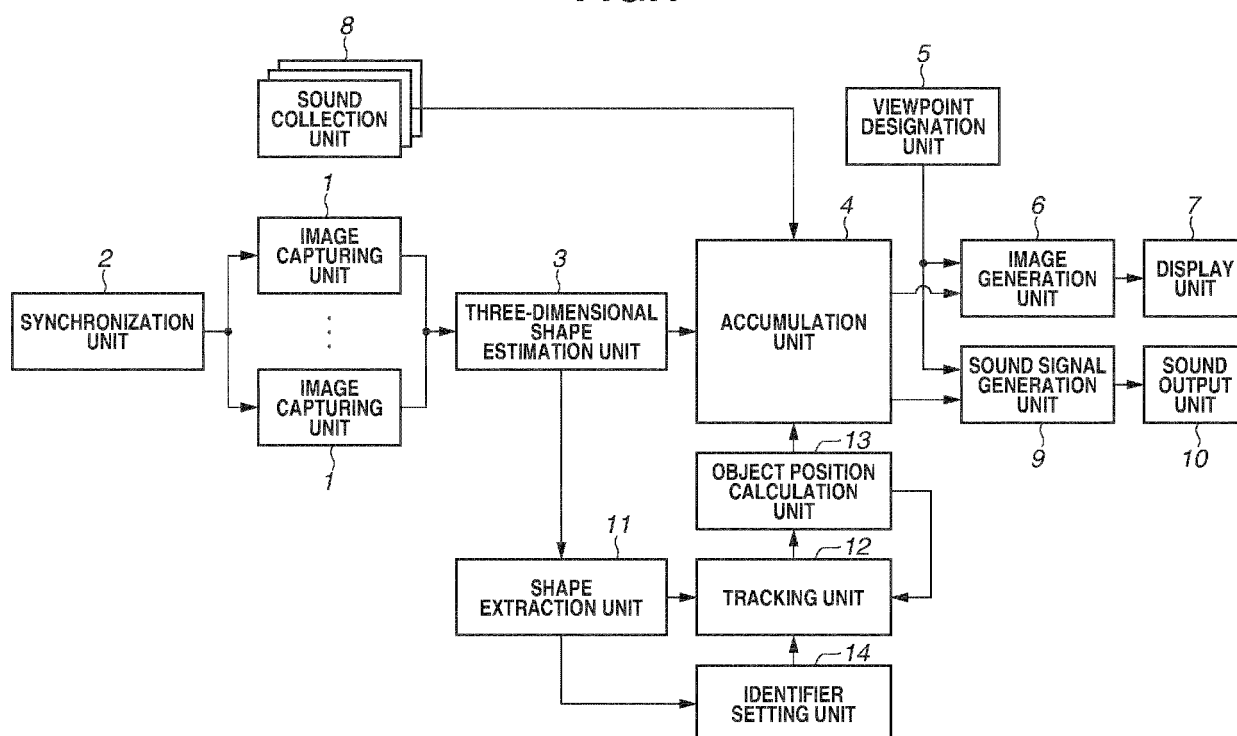 8
SOUND
COLLECTION
UNIT
5
VIEWPOINT
DESIGNATION
UNIT
1
IMAGE
CAPTURING
UNIT
2
SYNCHRONIZATION
UNIT
3
THREE-DIMENSIONAL
SHAPE
ESTIMATION UNIT
4
ACCUMULATION
UNIT
6
IMAGE
GENERATION
UNIT
7
DISPLAY
UNIT
IMAGE
CAPTURING
UNIT
1
SOUND SIGNAL
GENERATION
UNIT
9
SOUND
OUTPUT
UNIT
10
13
OBJECT POSITION
CALCULATION
UNIT
11
SHAPE
EXTRACTION UNIT
12
TRACKING UNIT
14
IDENTIFIER
SETTING UNIT